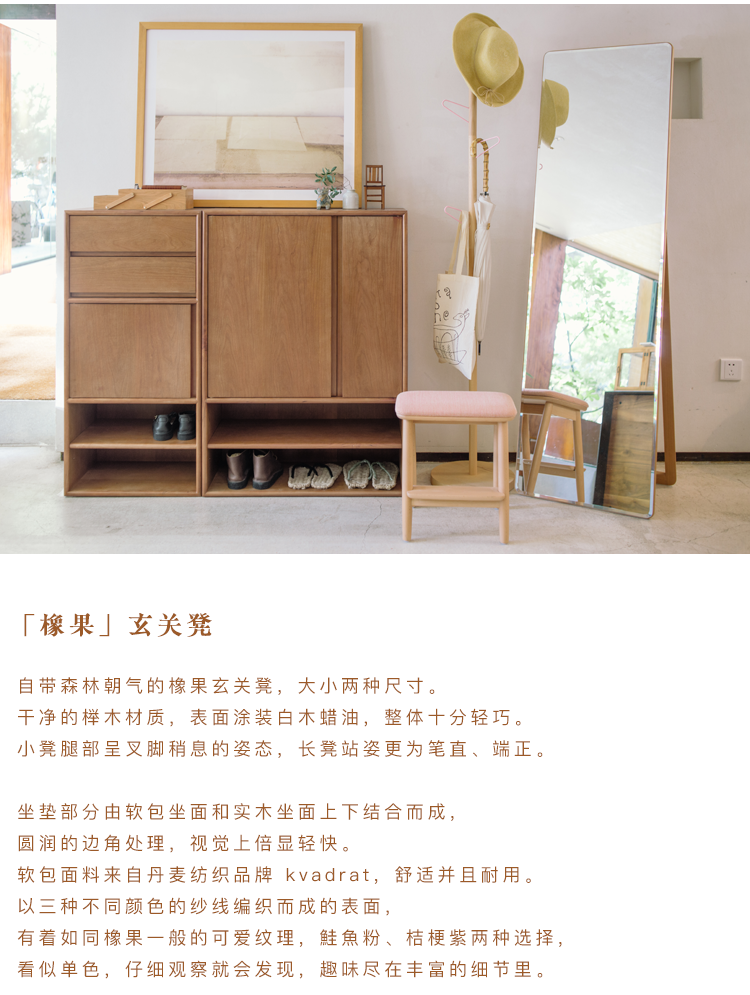 「橡果」玄关凳
自带森林朝气的橡果玄关凳，大小两种尺寸。
干净的榉木材质，表面涂装白木蜡油，整体十分轻巧。
小凳腿部呈叉脚稍息的姿态，长凳站姿更为笔直、端正。
坐垫部分由软包坐面和实木坐面上下结合而成，
圆润的边角处理，视觉上倍显轻快。
软包面料来自丹麦纺织品牌 kvadrat，舒适并且耐用。
以三种不同颜色的纱线编织而成的表面，
有着如同橡果一般的可爱纹理，鮭魚粉、桔梗紫两种选择，
看似单色，仔细观察就会发现，趣味尽在丰富的细节里。